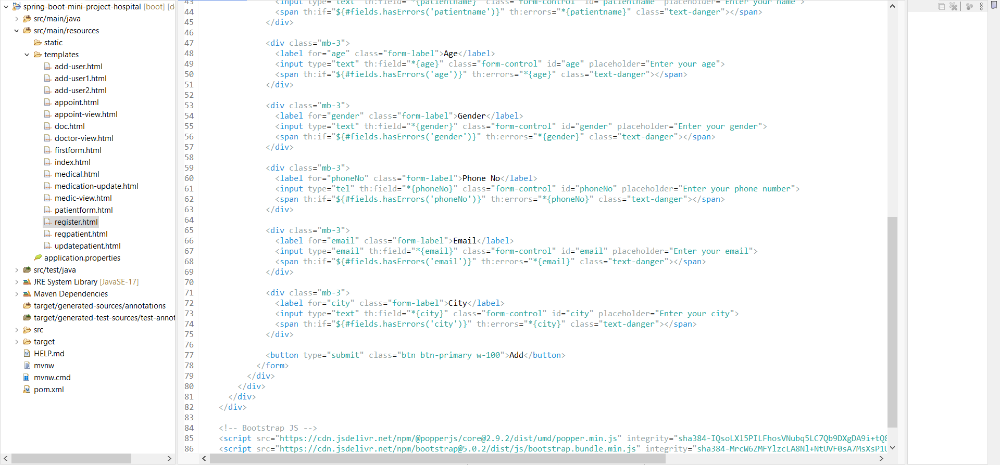 spring-boot-mini-project-hospital [boot] [d
src/main/java
src/main/resources
static
templates
add-user.html
add-user1.html
add-user2.html
appoint.html
appoint-view.html
doc.html
doctor-view.html
firstform.html
index.html
medical.html
medication-update.html
medic-view.html
patientform.html
register.html
regpatient.html
updatepatient.html
application.properties
src/test/java
JRE System Library [JavaSE-17]
Maven Dependencies
target/generated-sources/annotations
target/generated-test-sources/test-annot
src
target
HELP.md
mvnw
mvnw.cmd
pom.xml
43 <input type="text" th:field="*{patientname}" class="form-control" id="patientname" placeholder="Enter your name">
44 <span th:if="${#fields.hasErrors('patientname')}" th:errors="*{patientname}" class="text-danger"></span>
45 </div>
46
47 <div class="mb-3">
48 <label for="age" class="form-label">Age</label>
49 <input type="text" th:field="*{age}" class="form-control" id="age" placeholder="Enter your age">
50 <span th:if="${#fields.hasErrors('age')}" th:errors="*{age}" class="text-danger"></span>
51 </div>
52
53 <div class="mb-3">
54 <label for="gender" class="form-label">Gender</label>
55 <input type="text" th:field="*{gender}" class="form-control" id="gender" placeholder="Enter your gender">
56 <span th:if="${#fields.hasErrors('gender')}" th:errors="*{gender}" class="text-danger"></span>
57 </div>
58
59 <div class="mb-3">
60 <label for="phoneNo" class="form-label">Phone No</label>
61 <input type="tel" th:field="*{phoneNo}" class="form-control" id="phoneNo" placeholder="Enter your phone number">
62 <span th:if="${#fields.hasErrors('phoneNo')}" th:errors="*{phoneNo}" class="text-danger"></span>
63 </div>
64
65 <div class="mb-3">
66 <label for="email" class="form-label">Email</label>
67 <input type="email" th:field="*{email}" class="form-control" id="email" placeholder="Enter your email">
68 <span th:if="${#fields.hasErrors('email')}" th:errors="*{email}" class="text-danger"></span>
69 </div>
70
71 <div class="mb-3">
72 <label for="city" class="form-label">City</label>
73 <input type="text" th:field="*{city}" class="form-control" id="city" placeholder="Enter your city">
74 <span th:if="${#fields.hasErrors('city')}" th:errors="*{city}" class="text-danger"></span>
75 </div>
76
77 <button type="submit" class="btn btn-primary w-100">Add</button>
78 </form>
79 </div>
80 </div>
81 </div>
82 </div>
83
84 <!-- Bootstrap JS -->
85 <script src="https://cdn.jsdelivr.net/npm/@popperjs/core@2.9.2/dist/umd/popper.min.js" integrity="sha384-IQsoLXl5PILFhosVNubq5LC7Qb9DXgDA9i+tQ8
86 <script src="https://cdn.jsdelivr.net/npm/bootstrap@5.0.2/dist/js/bootstrap.bundle.min.js" integrity="sha384-MrcW6ZMFYlzcLA8Nl+NtUVF0sA7MsXsP1U